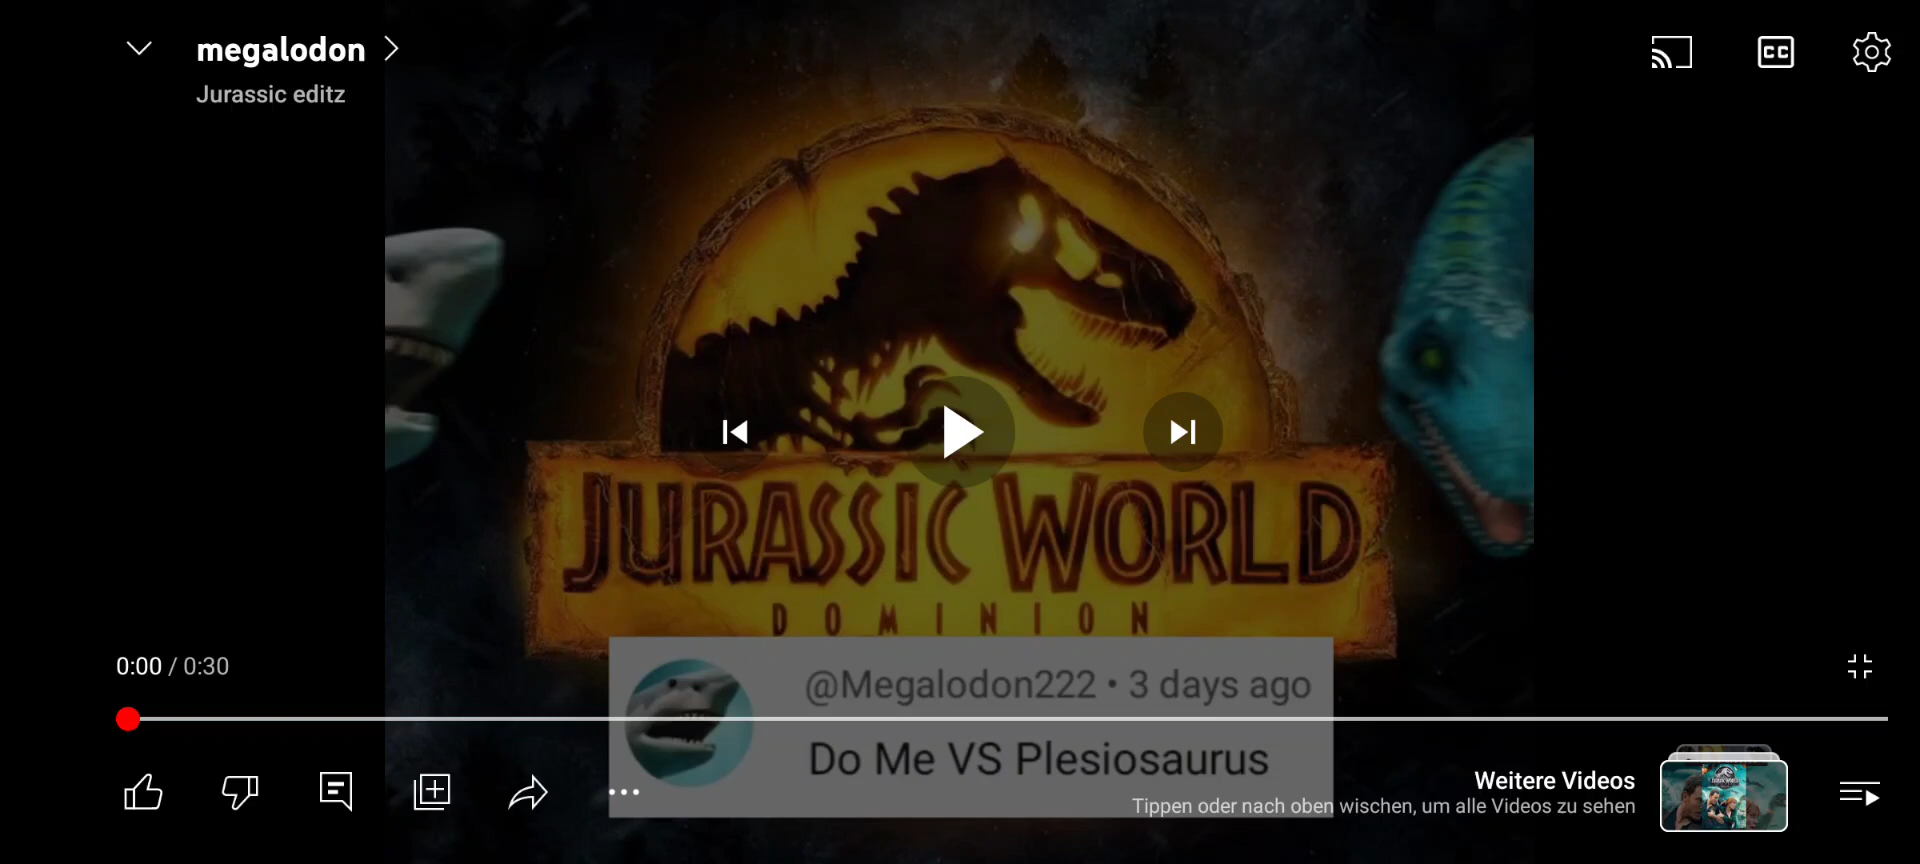 megalodon
Jurassic editz
CC
JURASSIC WORLD
DOMINION
0:00 / 0:30
@Megalodon222 • 3 days ago
Do Me VS Plesiosaurus
Weitere Videos
Tippen oder nach oben wischen, um alle Videos zu sehen